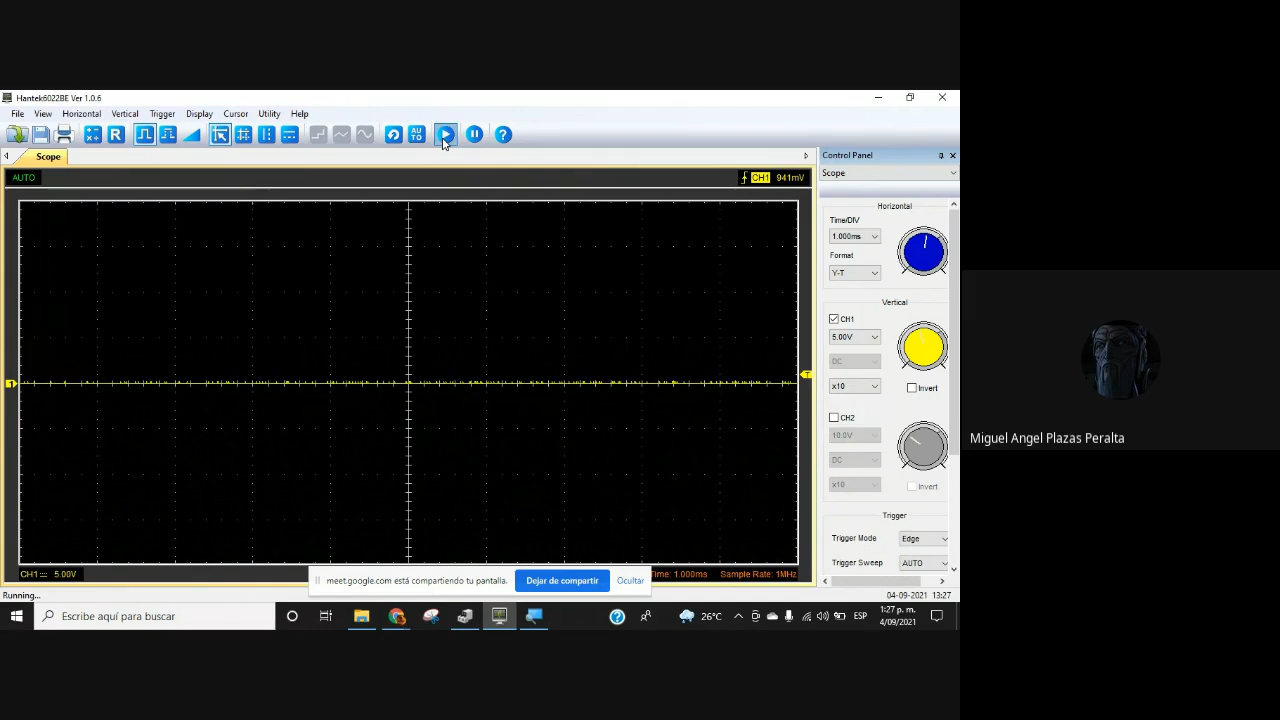 Hantek6022BE Ver 1.0.6
File View Horizontal Vertical Trigger Display Cursor Utility Help
R AUTO ?
Scope
AUTO
CH1 941mV
1
T
CH1 5.00V
Time: 1.000ms Sample Rate: 1MHz
Running...
04-09-2021 13:27
Control Panel
Scope
Horizontal
Time/DIV
1.000ms
Format
Y-T
Vertical
CH1
5.00V
DC
x10
Invert
CH2
10.0V
DC
x10
Invert
Trigger
Trigger Mode Edge
Trigger Sweep AUTO
meet.google.com está compartiendo tu pantalla. Dejar de compartir Ocultar
Escribe aquí para buscar
26°C
ESP
1:27 p. m.
4/09/2021
Miguel Angel Plazas Peralta